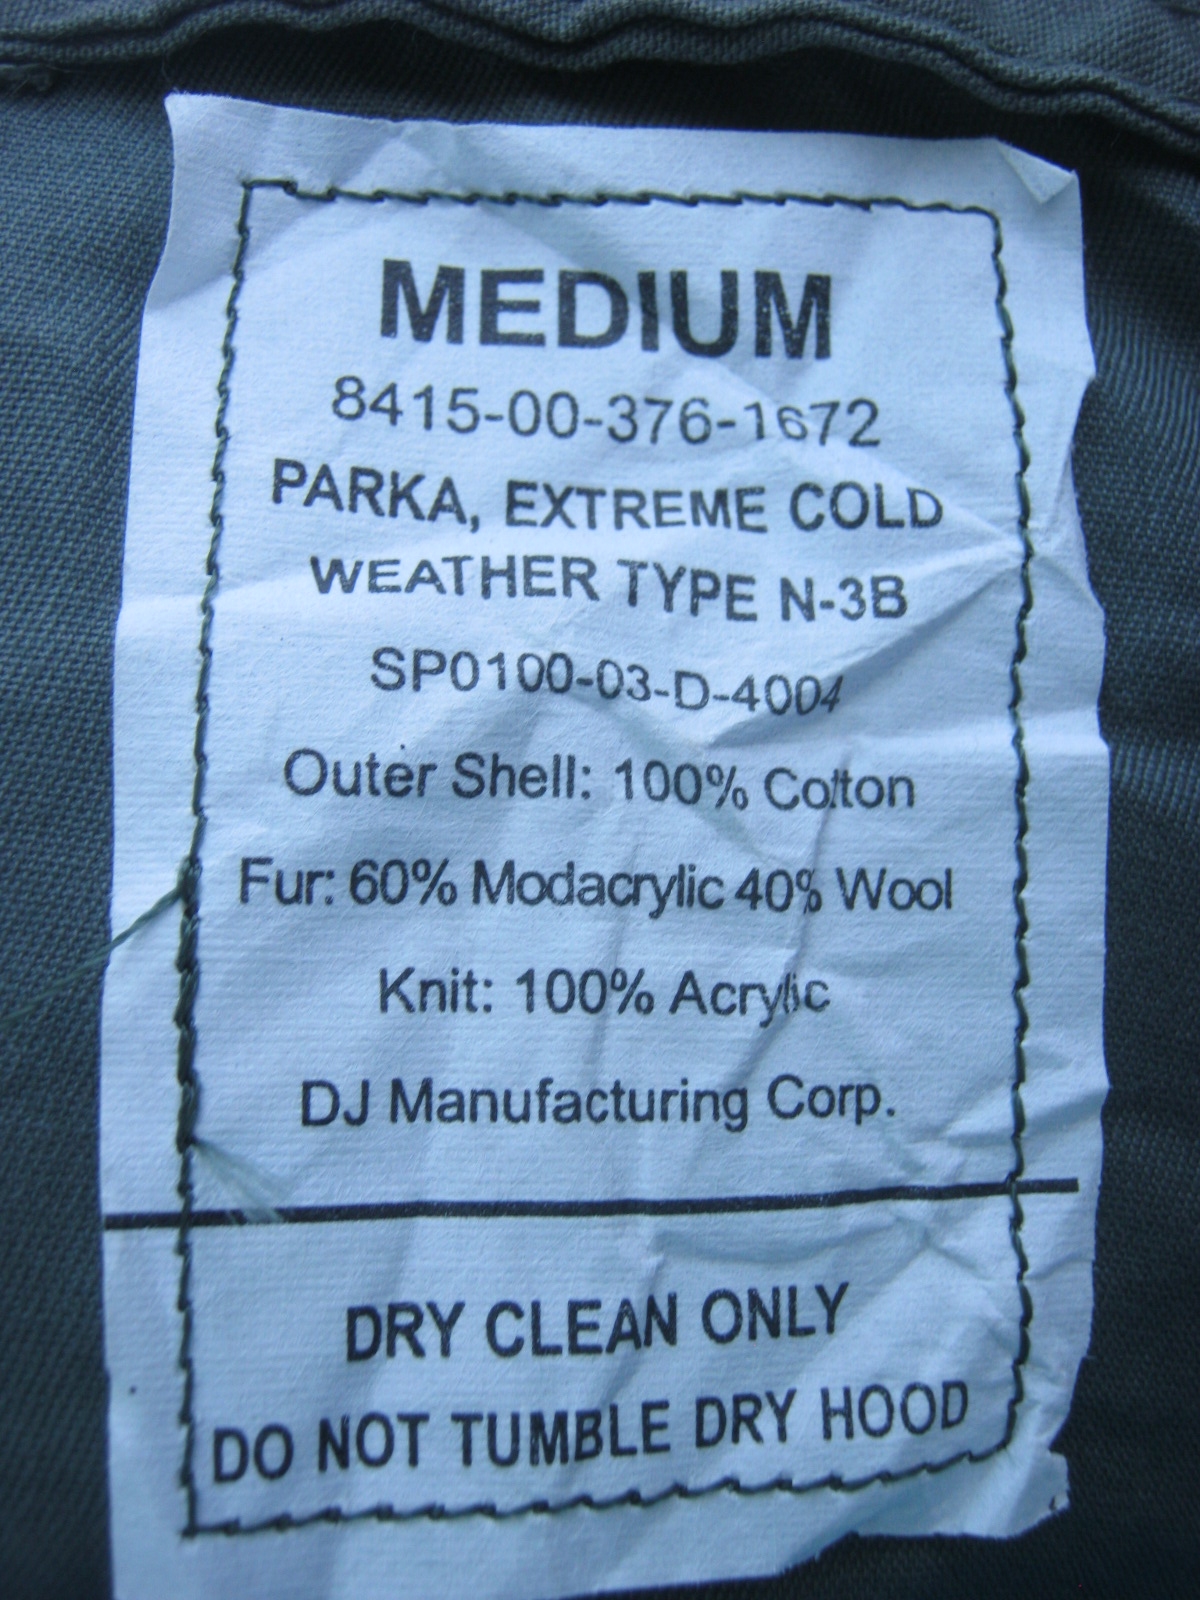 MEDIUM
8415-00-376-1672
PARKA, EXTREME COLD
WEATHER TYPE N-3B
SP0100-03-D-4004
Outer Shell: 100% Cotton
Fur: 60% Modacrylic 40% Wool
Knit: 100% Acrylic
DJ Manufacturing Corp.
DRY CLEAN ONLY
DO NOT TUMBLE DRY HOOD